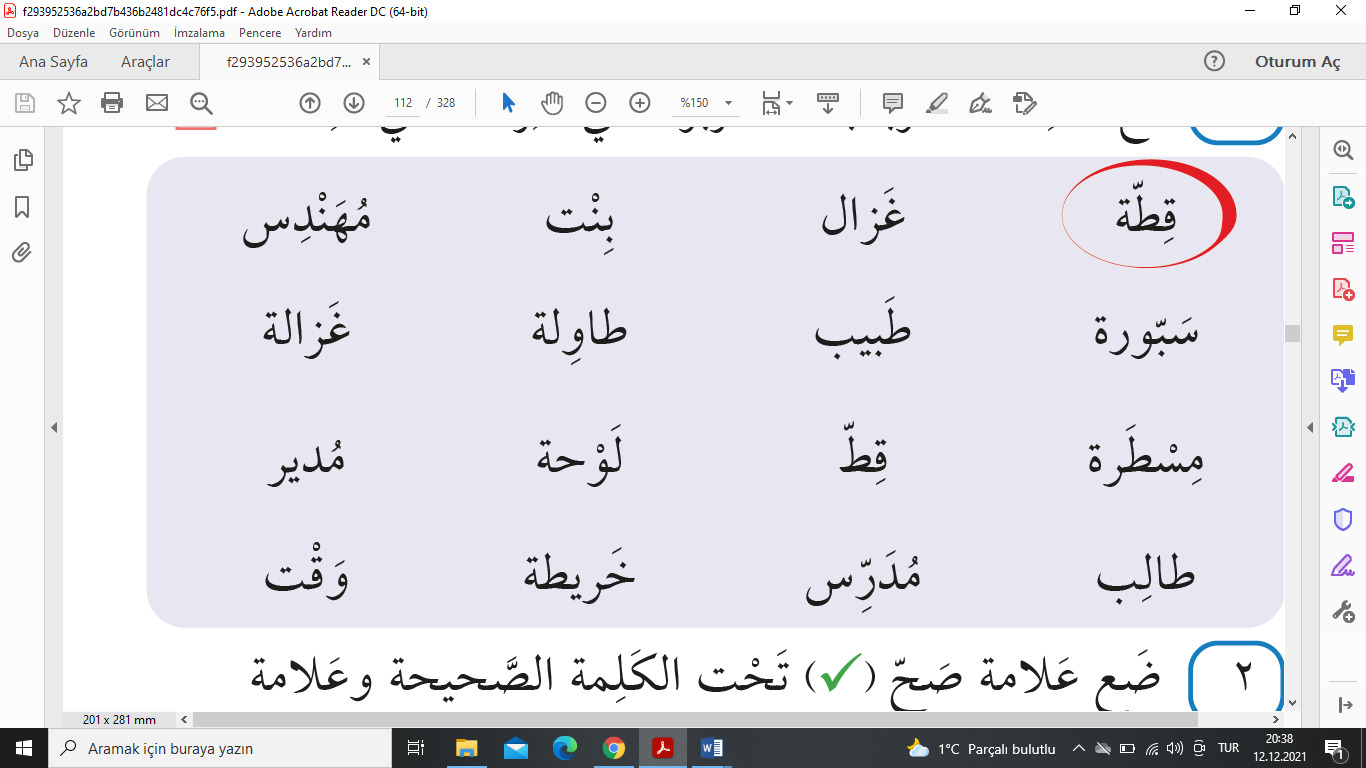 f293952536a2bd7b436b2481dc4c76f5.pdf - Adobe Acrobat Reader DC (64-bit)
Dosya Düzenle Görünüm İmzalama Pencere Yardım
Ana Sayfa Araçlar f293952536a2bd7... × Oturum Aç
112 / 328 %150
قِطّة غَزال بِنْت مُهَنْدِس
سَبّورة طَبيب طاوِلة غَزالة
مِسْطَرة قِطّ لَوْحة مُدير
طالِب مُدَرِّس خَريطة وَقْت
٢ ضَع عَلامة صَحّ (✓) تَحْت الكَلِمة الصَّحيحة وعَلامة
201 x 281 mm
Aramak için buraya yazın 1°C Parçalı bulutlu TUR 20:38
12.12.2021 1